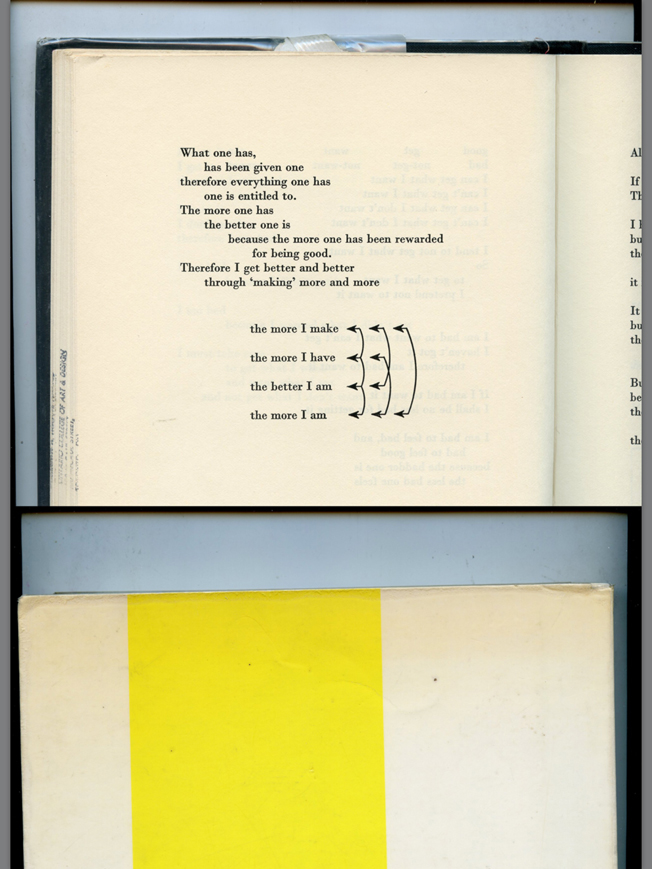 What one has,
has been given one
therefore everything one has
one is entitled to.
The more one has
the better one is
because the more one has been rewarded
for being good.
Therefore I get better and better
through ‘making’ more and more
the more I make
the more I have
the better I am
the more I am
Al
If
Th
I
bu
the
it
It
bu
th
Bu
be
the
the